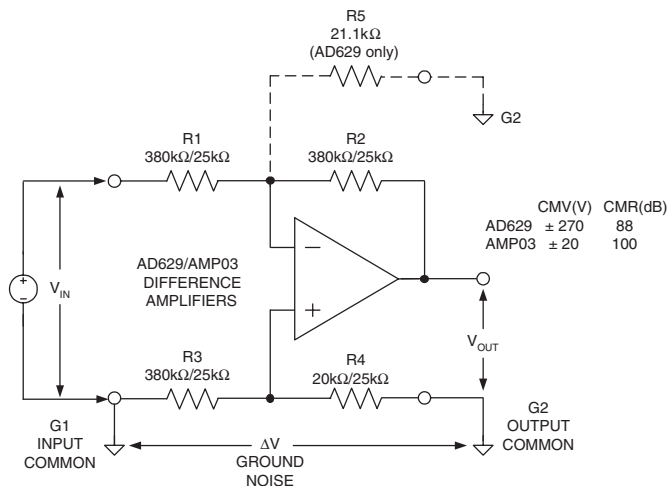 R5
21.1kΩ
(AD629 only)
G2
R1
380kΩ/25kΩ
R2
380kΩ/25kΩ
CMV(V) CMR(dB)
AD629 ± 270 88
AMP03 ± 20 100
AD629/AMP03
DIFFERENCE
AMPLIFIERS
VIN
VOUT
R3
380kΩ/25kΩ
R4
20kΩ/25kΩ
G1
INPUT
COMMON
ΔV
GROUND
NOISE
G2
OUTPUT
COMMON